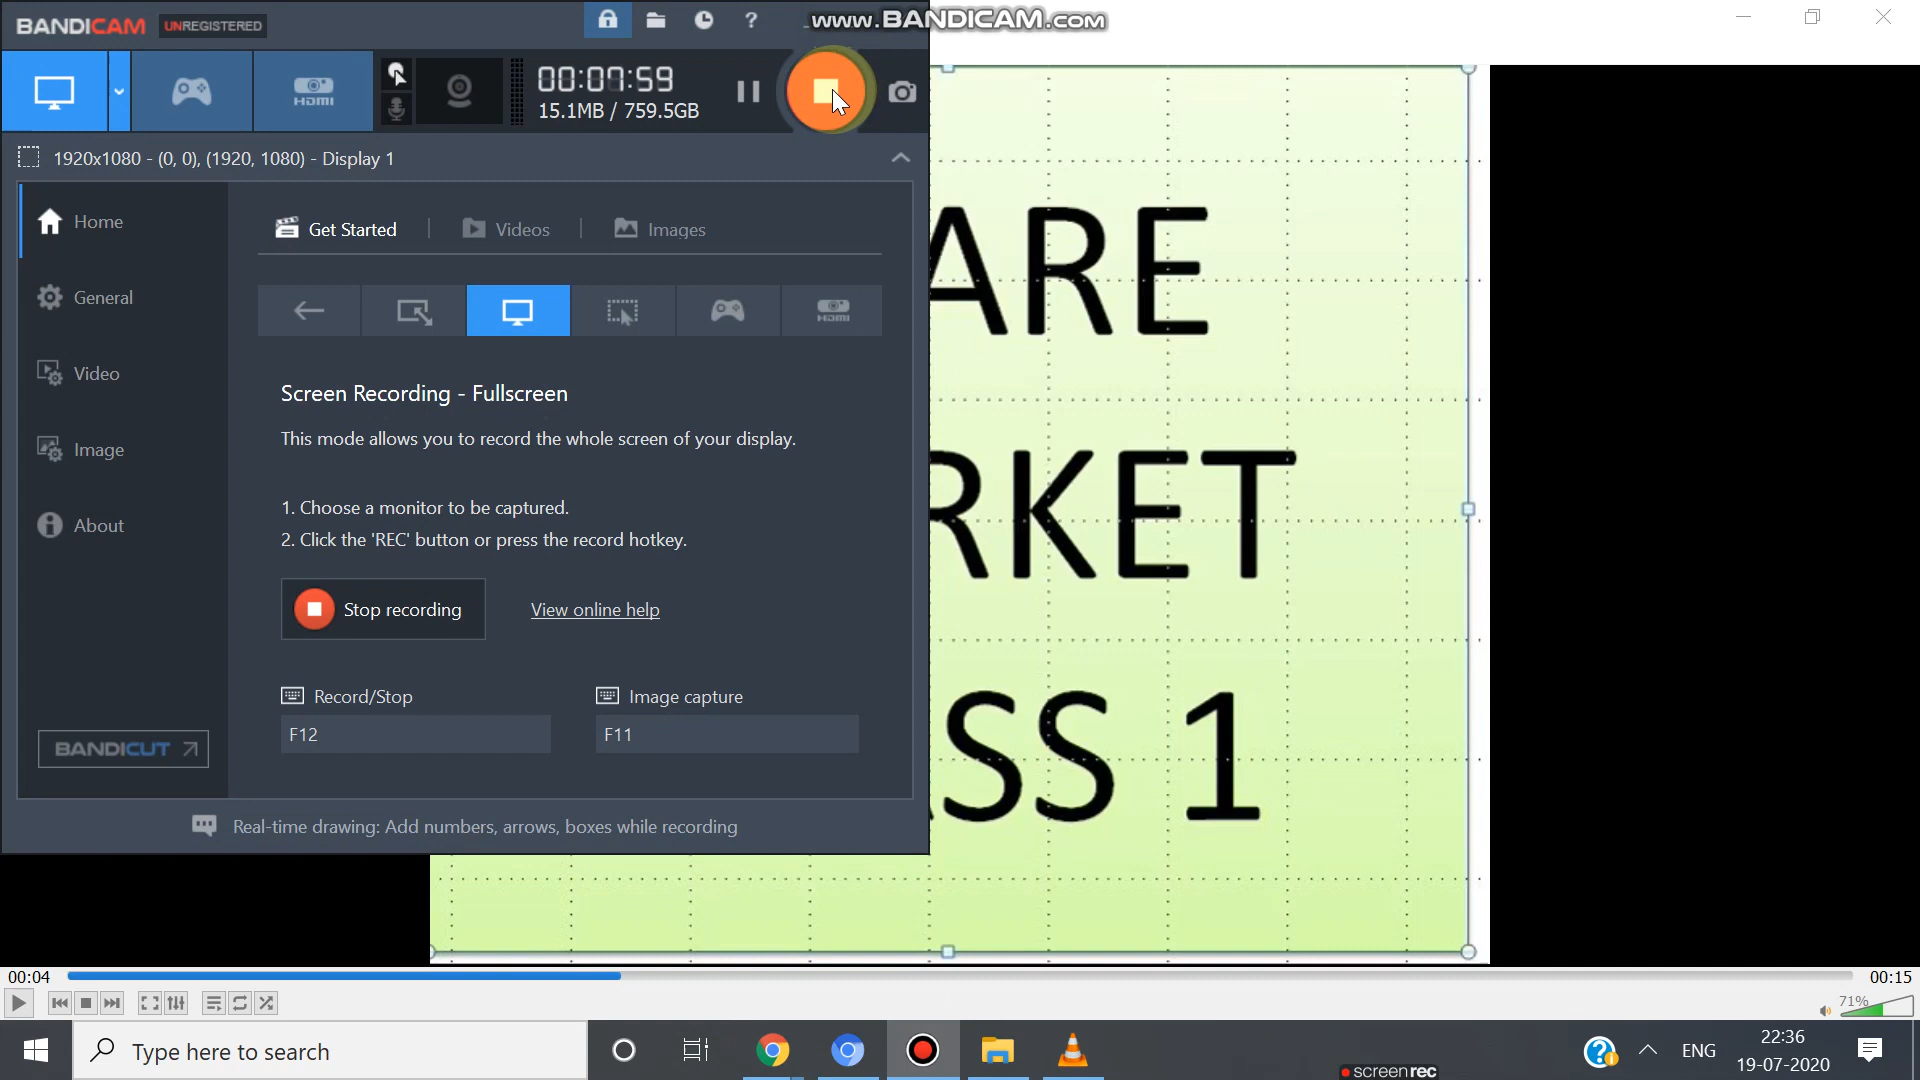 BANDICAM UNREGISTERED
?
www.BANDICAM.com
HDMI
00:07:59
15.1MB / 759.5GB
1920x1080 - (0, 0), (1920, 1080) - Display 1
Home
General
Video
Image
About
BANDICUT
Get Started
Videos
Images
HDMI
Screen Recording - Fullscreen
This mode allows you to record the whole screen of your display.
1. Choose a monitor to be captured.
2. Click the 'REC' button or press the record hotkey.
Stop recording
View online help
Record/Stop
F12
Image capture
F11
Real-time drawing: Add numbers, arrows, boxes while recording
ARE
RKET
ASS 1
00:04
00:15
71%
Type here to search
ENG
22:36
19-07-2020
screenrec